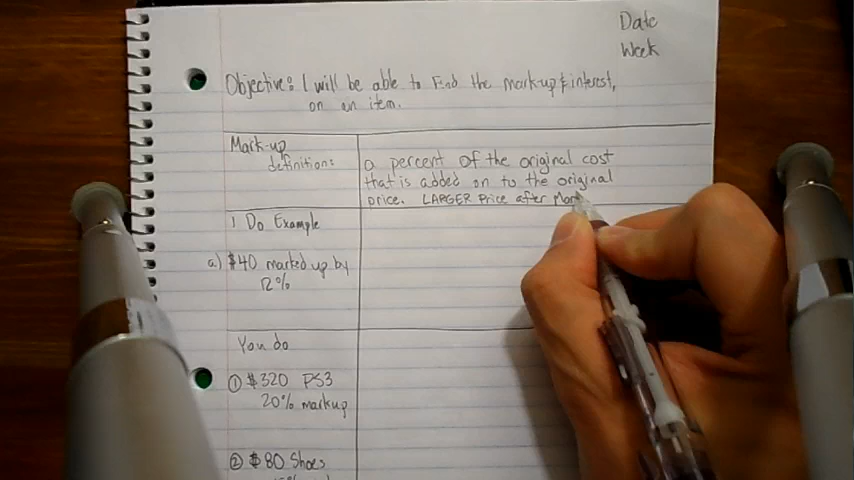 Date
Week
Objective: I will be able to Find the mark-up & interest,
on an item.
Mark-up
definition:
a percent of the original cost
that is added on to the original
price. LARGER Price after Mar
I Do Example
a) $40 marked up by
12%
You do
① $320 PS3
20% markup
② $80 Shoes